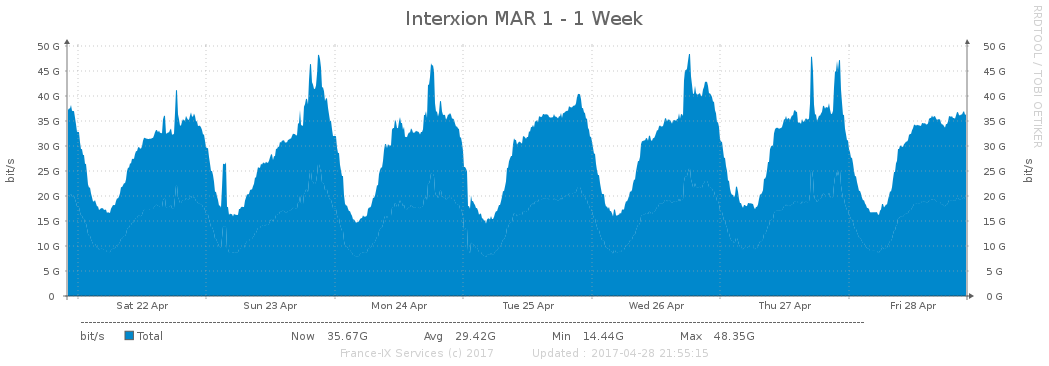 Interxion MAR 1 - 1 Week
RRDTOOL / TOBI OETIKER
bit/s
bit/s
50 G 50 G
45 G 45 G
40 G 40 G
35 G 35 G
30 G 30 G
25 G 25 G
20 G 20 G
15 G 15 G
10 G 10 G
5 G 5 G
0 0 G
Sat 22 Apr Sun 23 Apr Mon 24 Apr Tue 25 Apr Wed 26 Apr Thu 27 Apr Fri 28 Apr
bit/s Total Now 35.67G Avg 29.42G Min 14.44G Max 48.35G
France-IX Services (c) 2017 Updated : 2017-04-28 21:55:15